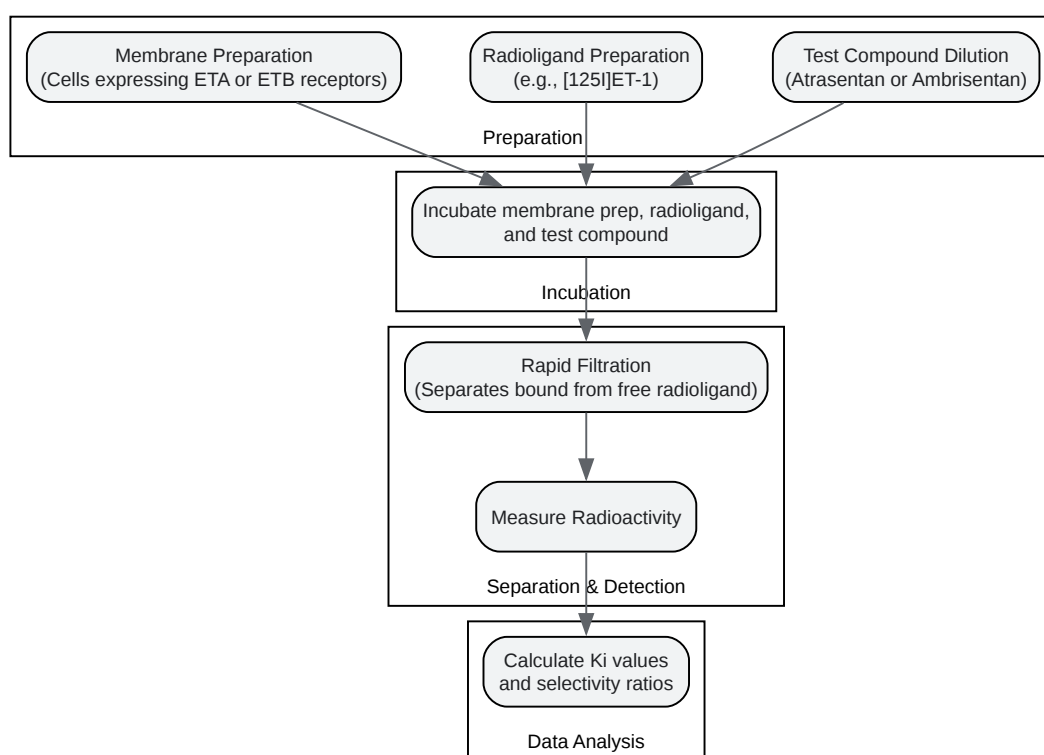 Membrane Preparation
(Cells expressing ETA or ETB receptors)
Radioligand Preparation
(e.g., [125I]ET-1)
Test Compound Dilution
(Atrasentan or Ambrisentan)
Preparation
Incubate membrane prep, radioligand,
and test compound
Incubation
Rapid Filtration
(Separates bound from free radioligand)
Measure Radioactivity
Separation & Detection
Calculate Ki values
and selectivity ratios
Data Analysis